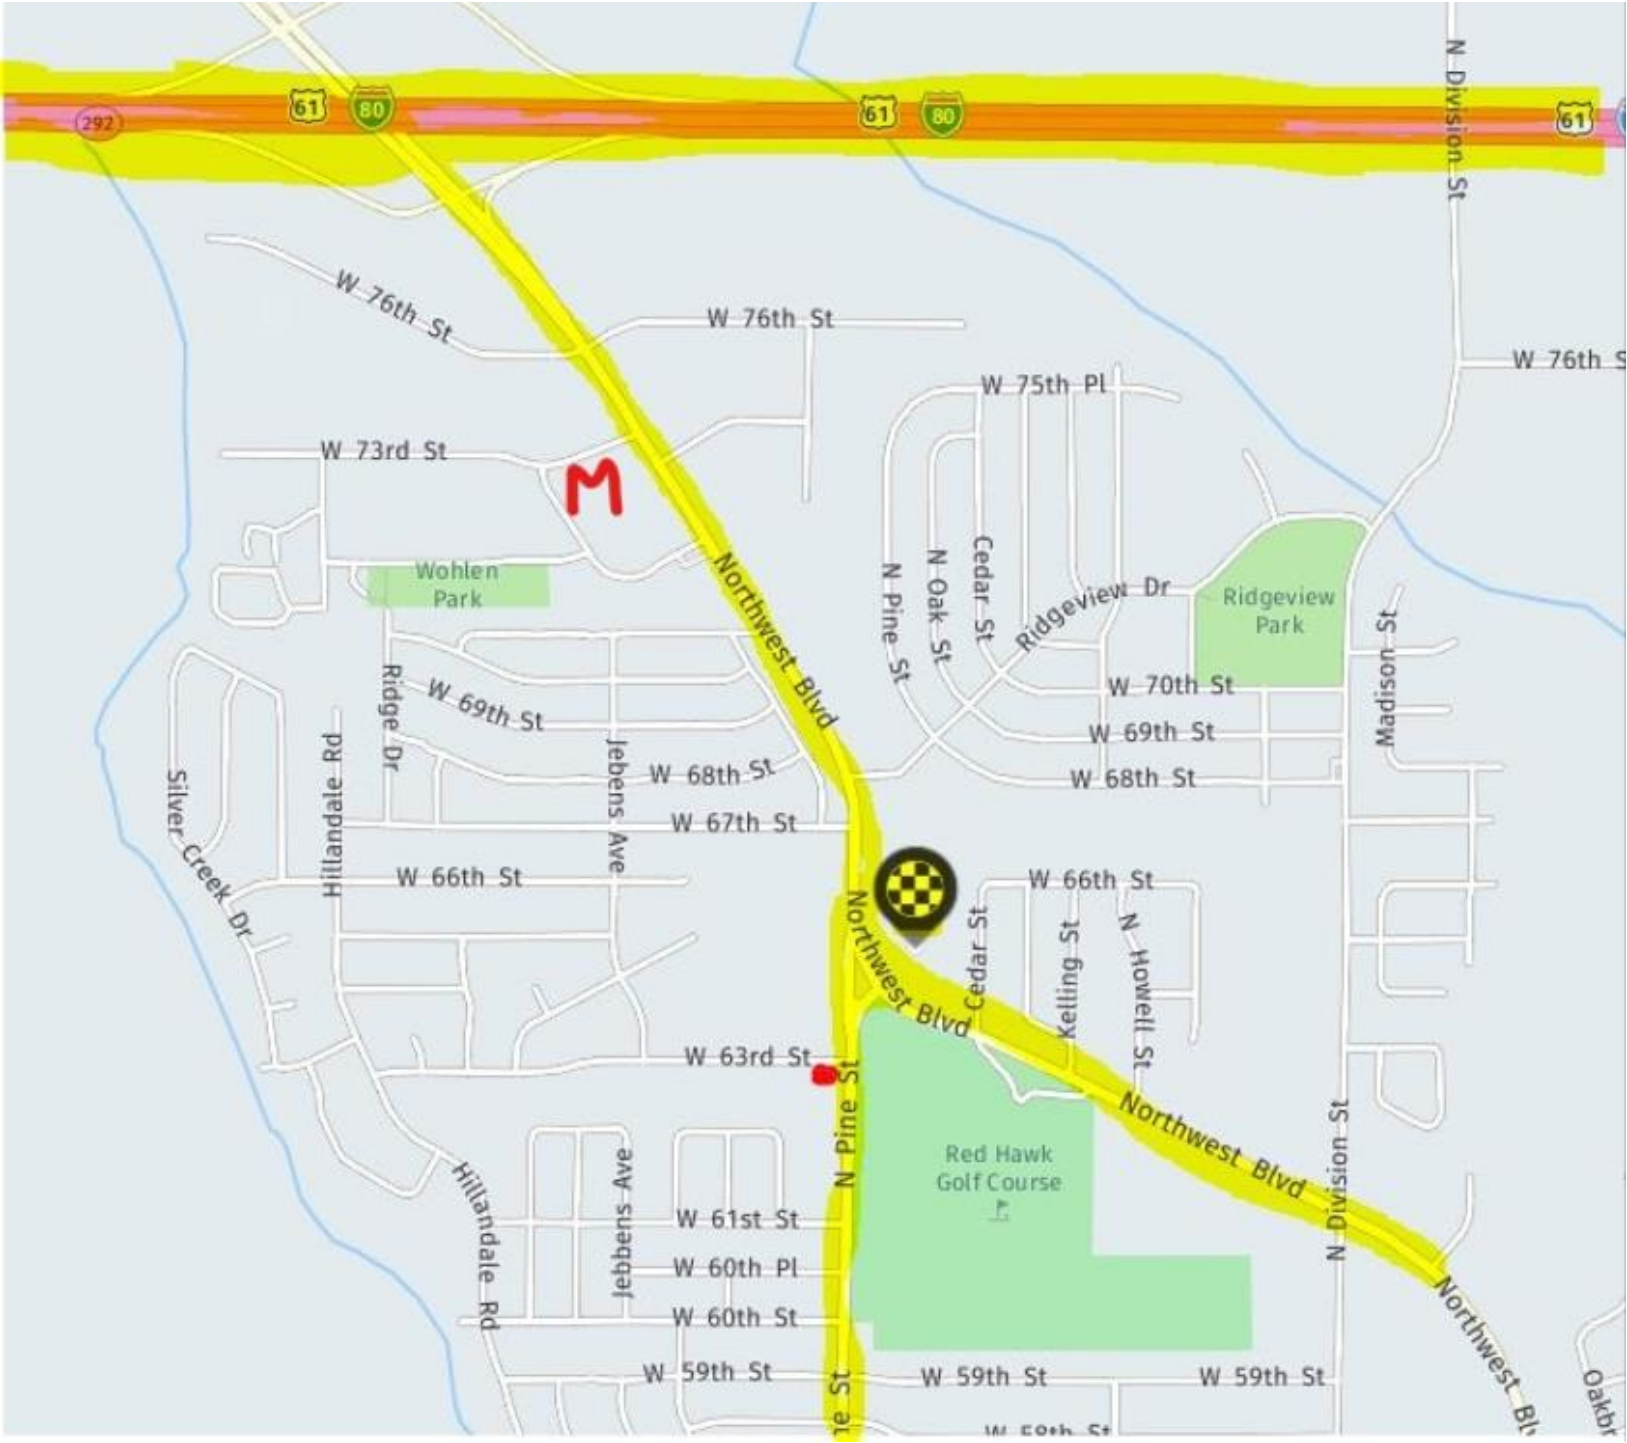 N Division St
61
80
61
80
61
292
W 76th St
W 76th St
W 76th S
W 75th Pl
W 73rd St
M
Wohlen
Park
Northwest Blvd
N Pine St
N Oak St
Cedar St
Ridgeview Dr
Ridgeview
Park
Madison St
W 70th St
W 69th St
W 69th St
Ridge Dr
Hillandale Rd
Jebens Ave
W 68th St
W 68th St
Silver Creek Dr
W 67th St
W 66th St
W 66th St
Northwest Blvd
Cedar St
Kelling St
N Howell St
W 63rd St
N Pine St
Northwest Blvd
N Division St
Red Hawk
Golf Course
Hillandale Rd
Jebbens Ave
W 61st St
W 60th Pl
W 60th St
W 59th St
W 59th St
W 59th St
ne St
Northwest Blv
Oakbr